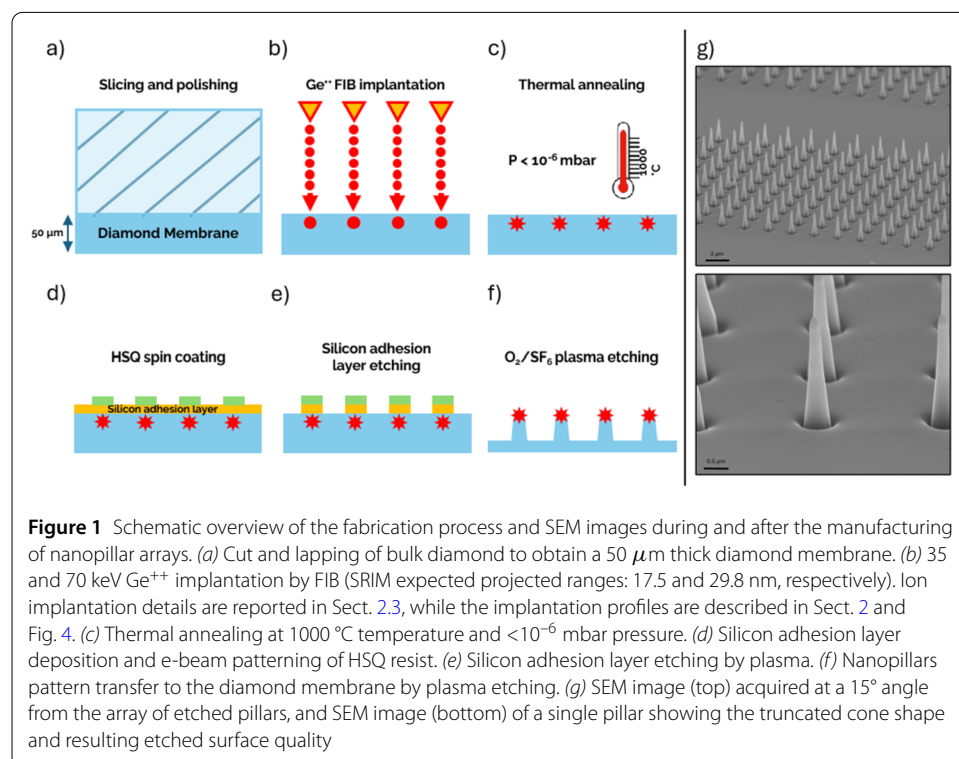 a)
b)
c)
g)
Slicing and polishing
Ge⁺⁺ FIB implantation
Thermal annealing
P < 10⁻⁶ mbar
1000
°C
50 µm
Diamond Membrane
3 µm
d)
e)
f)
HSQ spin coating
Silicon adhesion
layer etching
O₂/SF₆ plasma etching
Silicon adhesion layer
0.5 µm
Figure 1 Schematic overview of the fabrication process and SEM images during and after the manufacturing
of nanopillar arrays. (a) Cut and lapping of bulk diamond to obtain a 50 μm thick diamond membrane. (b) 35
and 70 keV Ge⁺⁺ implantation by FIB (SRIM expected projected ranges: 17.5 and 29.8 nm, respectively). Ion
implantation details are reported in Sect. 2.3, while the implantation profiles are described in Sect. 2 and
Fig. 4. (c) Thermal annealing at 1000 °C temperature and <10⁻⁶ mbar pressure. (d) Silicon adhesion layer
deposition and e-beam patterning of HSQ resist. (e) Silicon adhesion layer etching by plasma. (f) Nanopillars
pattern transfer to the diamond membrane by plasma etching. (g) SEM image (top) acquired at a 15° angle
from the array of etched pillars, and SEM image (bottom) of a single pillar showing the truncated cone shape
and resulting etched surface quality